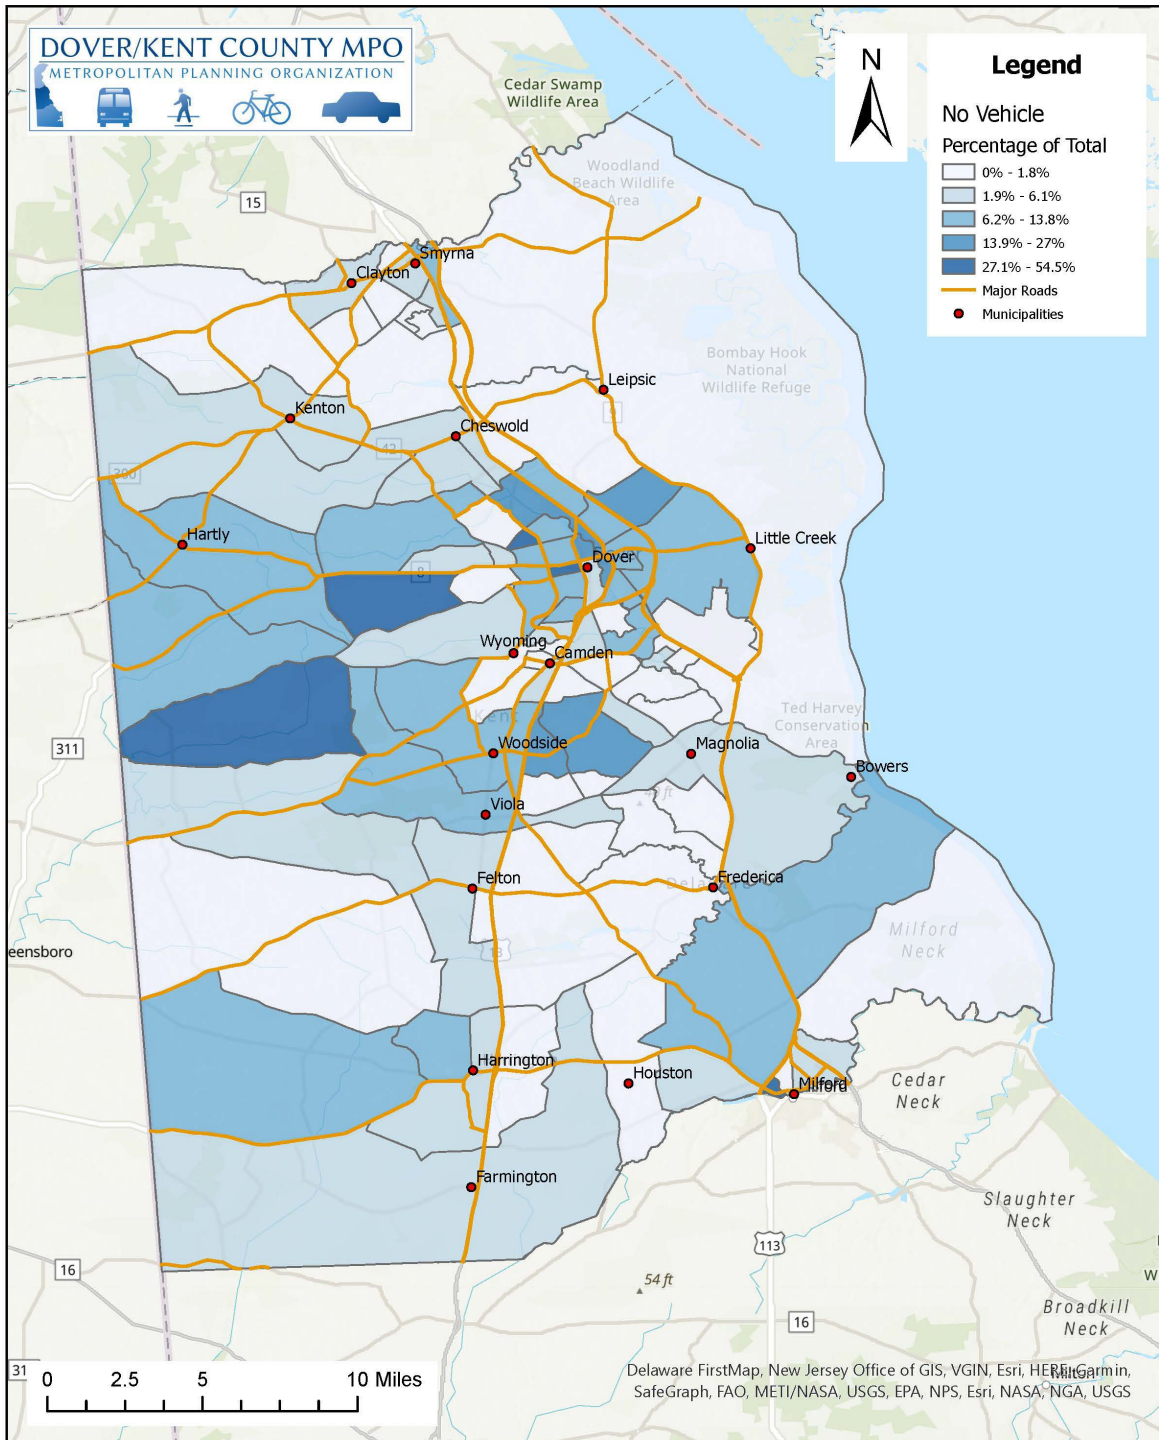 DOVER/KENT COUNTY MPO
METROPOLITAN PLANNING ORGANIZATION
N
Legend
No Vehicle
Percentage of Total
0% - 1.8%
1.9% - 6.1%
6.2% - 13.8%
13.9% - 27%
27.1% - 54.5%
Major Roads
Municipalities
Cedar Swamp
Wildlife Area
Woodland
Beach Wildlife
Area
15
Smyrna
Clayton
Bombay Hook
National
Wildlife Refuge
Leipsic
9
Kenton
Cheswold
42
300
Hartly
Little Creek
Dover
8
Wyoming
Camden
Kent
Ted Harvey
Conservation
Area
311
Woodside
Magnolia
Bowers
Viola
Felton
Frederica
Milford
Neck
eensboro
13
Harrington
Houston
Milford
Cedar
Neck
Farmington
Slaughter
Neck
113
16
54 ft
W
Broadkill
Neck
16
31
0 2.5 5 10 Miles
Delaware FirstMap, New Jersey Office of GIS, VGIN, Esri, HERE, Garmin,
SafeGraph, FAO, METI/NASA, USGS, EPA, NPS, Esri, NASA, NGA, USGS